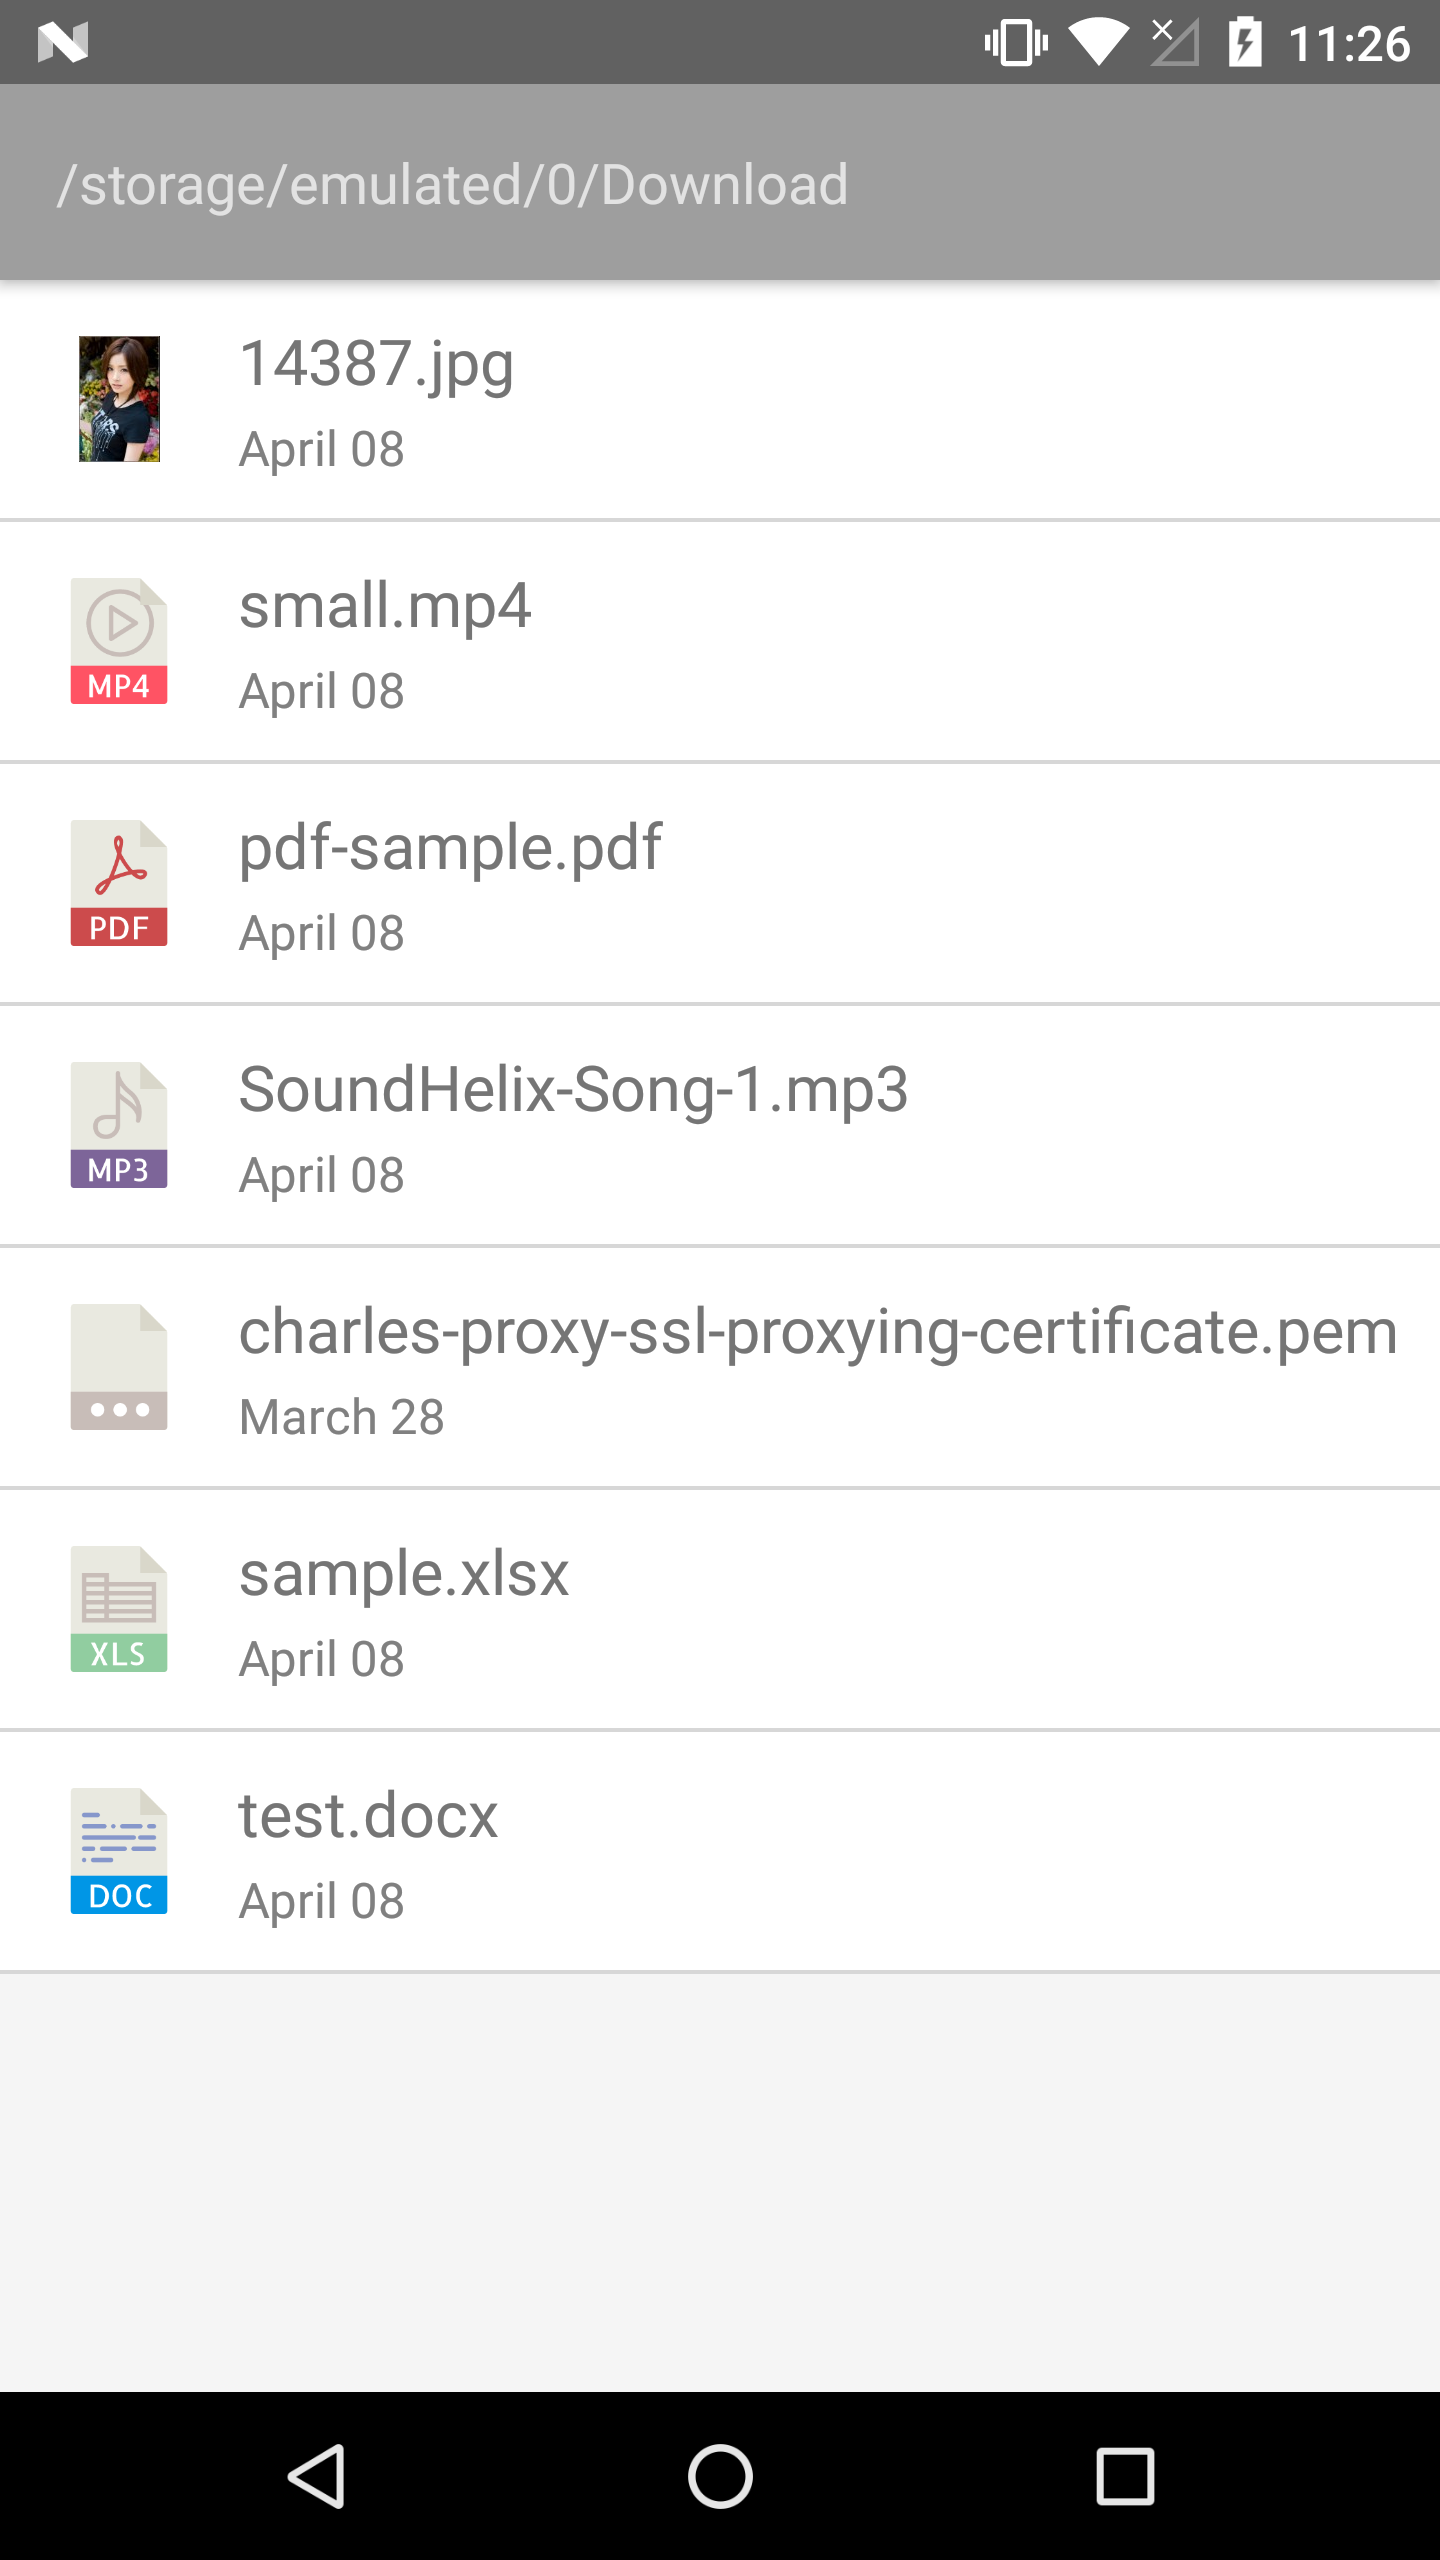 11:26
/storage/emulated/0/Download
14387.jpg
April 08
small.mp4
MP4
April 08
pdf-sample.pdf
PDF
April 08
SoundHelix-Song-1.mp3
MP3
April 08
charles-proxy-ssl-proxying-certificate.pem
March 28
sample.xlsx
XLS
April 08
test.docx
DOC
April 08